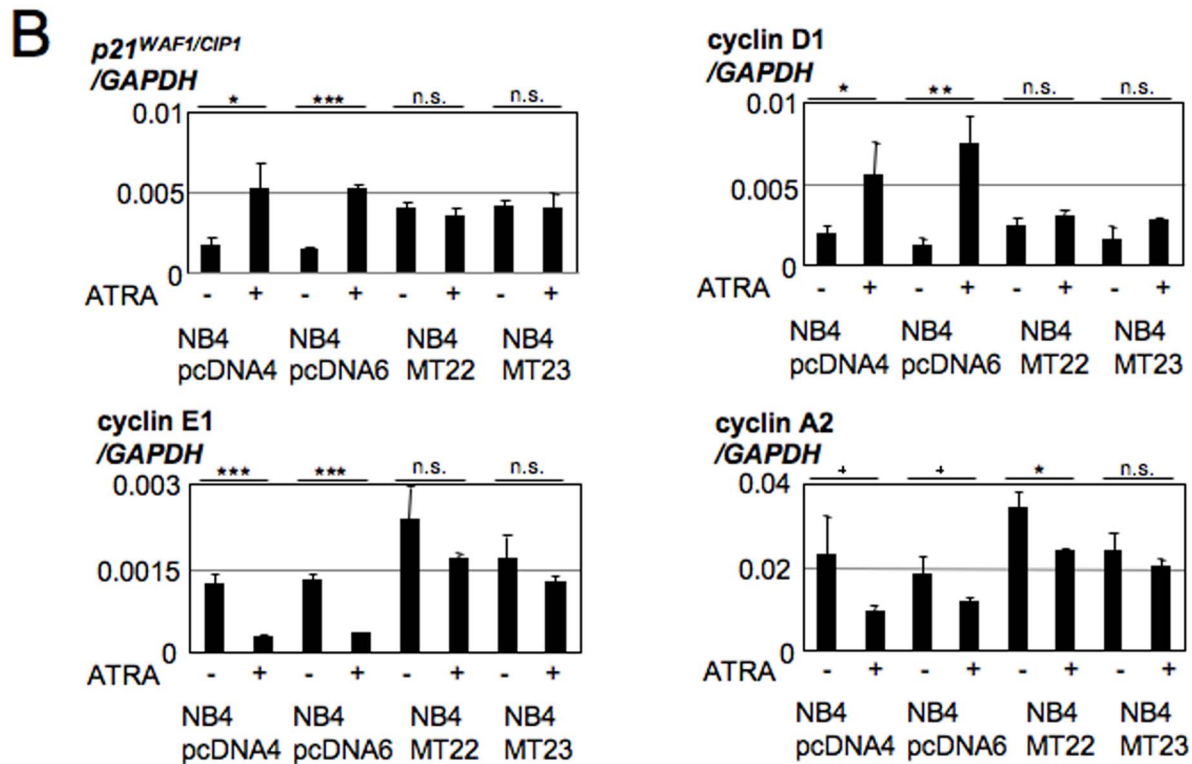 B
p21WAF1/CIP1
/GAPDH
* *** n.s. n.s.
0.01
0.005
0
ATRA - + - + - + - +
NB4 NB4 NB4 NB4
pcDNA4 pcDNA6 MT22 MT23
cyclin D1
/GAPDH
* ** n.s. n.s.
0.01
0.005
0
ATRA - + - + - + - +
NB4 NB4 NB4 NB4
pcDNA4 pcDNA6 MT22 MT23
cyclin E1
/GAPDH
*** *** n.s. n.s.
0.003
0.0015
0
ATRA - + - + - + - +
NB4 NB4 NB4 NB4
pcDNA4 pcDNA6 MT22 MT23
cyclin A2
/GAPDH
+ + * n.s.
0.04
0.02
0
ATRA - + - + - + - +
NB4 NB4 NB4 NB4
pcDNA4 pcDNA6 MT22 MT23